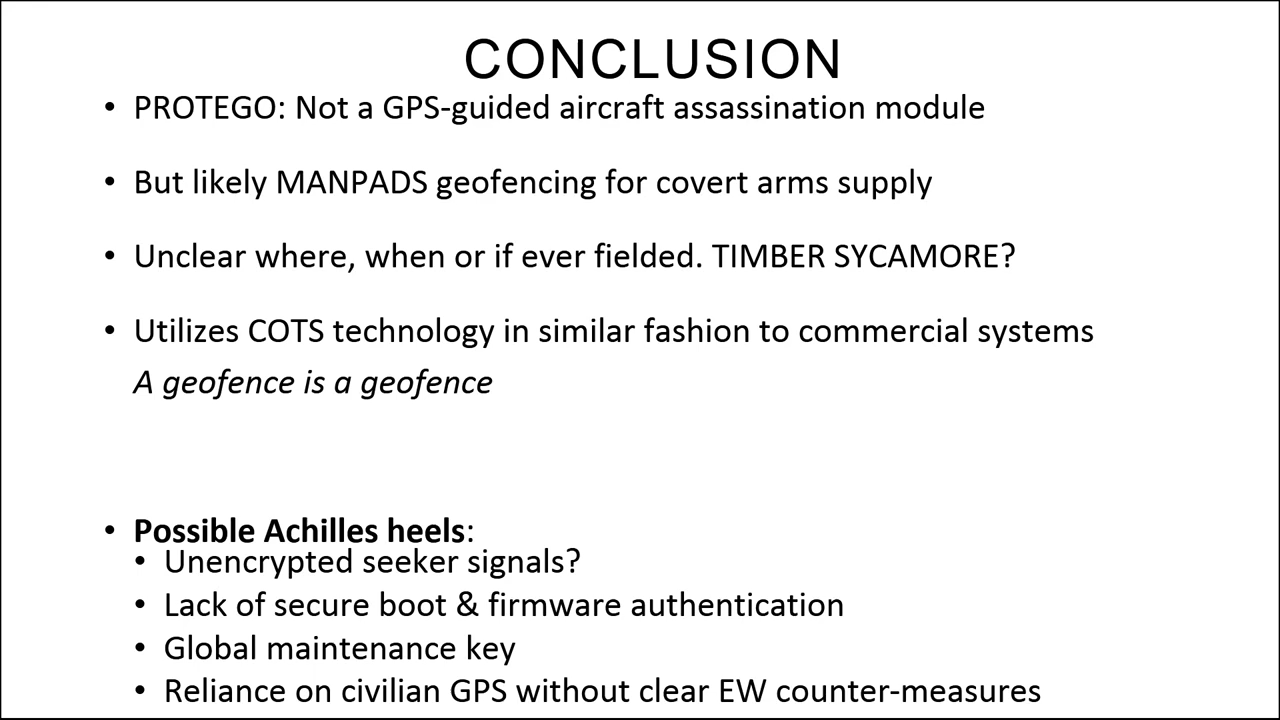 CONCLUSION
• PROTEGO: Not a GPS-guided aircraft assassination module
• But likely MANPADS geofencing for covert arms supply
• Unclear where, when or if ever fielded. TIMBER SYCAMORE?
• Utilizes COTS technology in similar fashion to commercial systems
A geofence is a geofence
• Possible Achilles heels:
• Unencrypted seeker signals?
• Lack of secure boot & firmware authentication
• Global maintenance key
• Reliance on civilian GPS without clear EW counter-measures